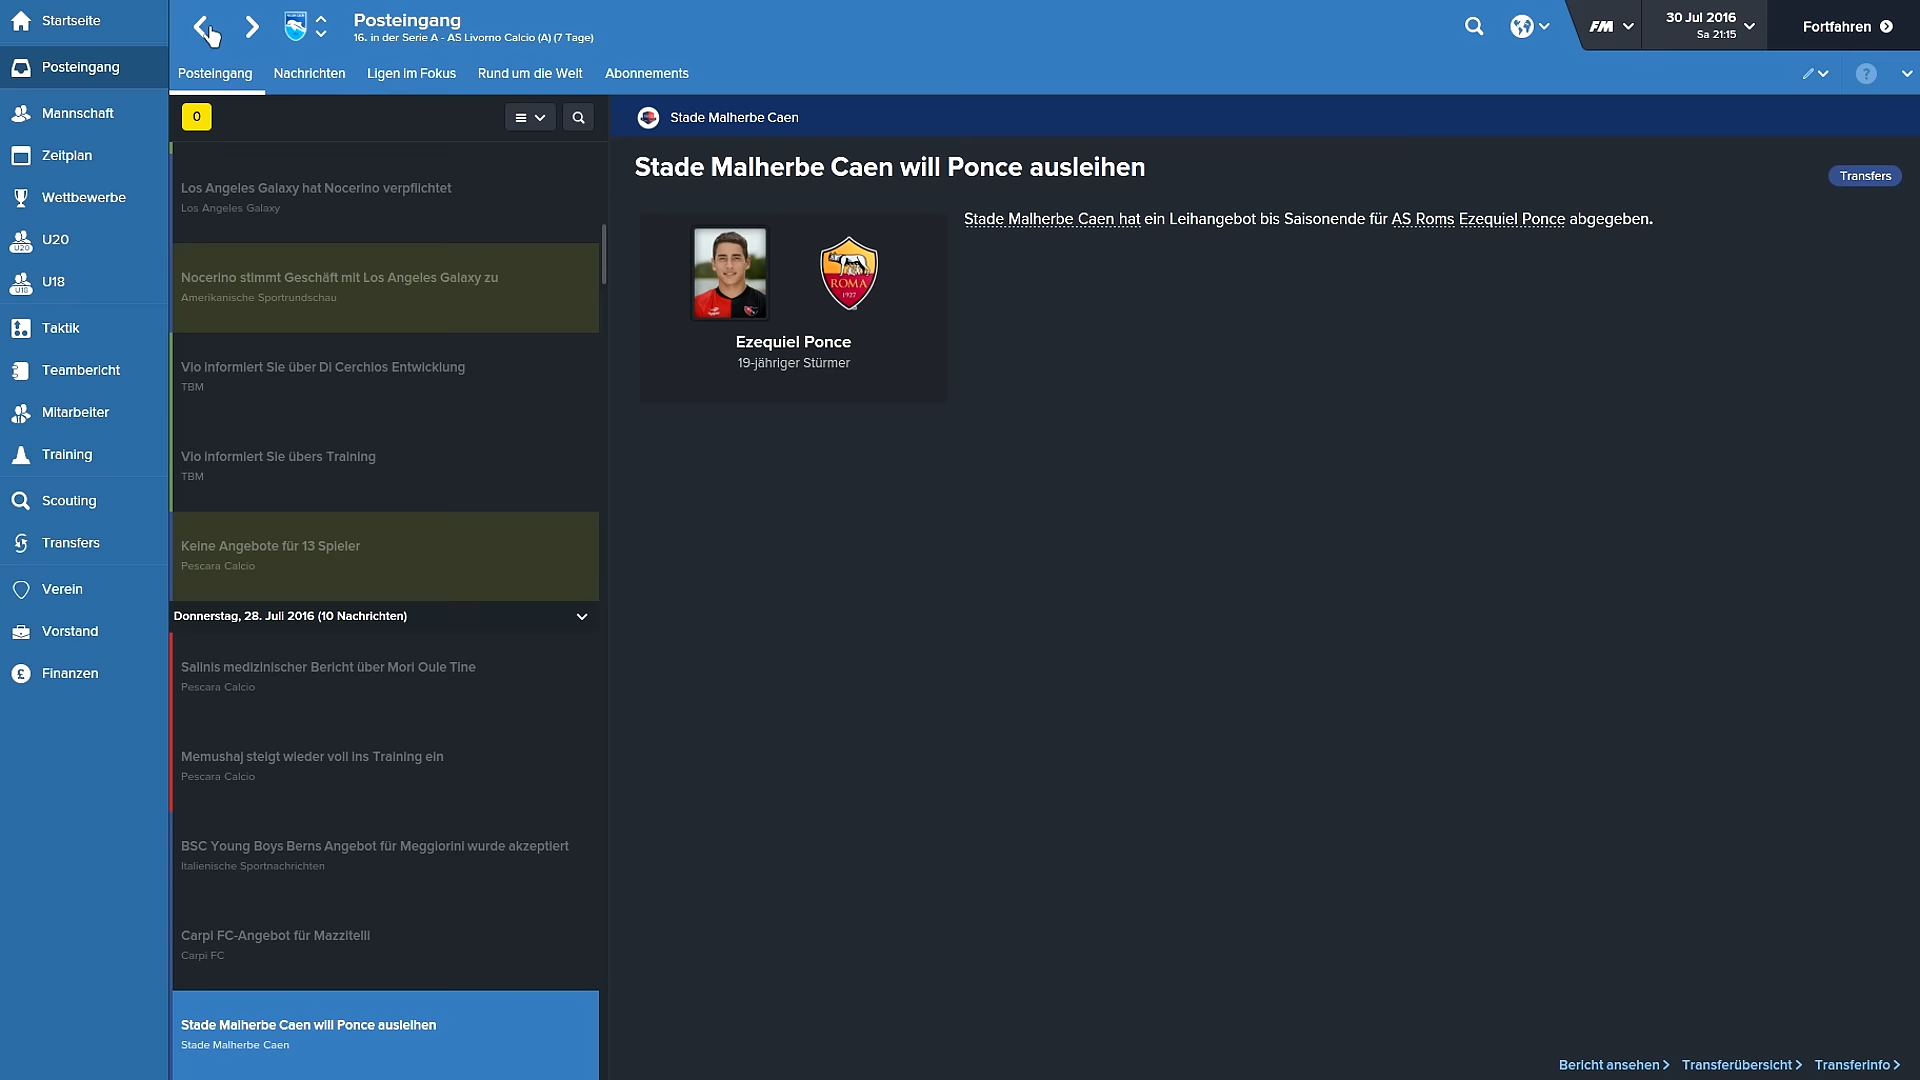 Startseite
Posteingang
Mannschaft
Zeitplan
Wettbewerbe
U20
U20
U18
U18
Taktik
Teambericht
Mitarbeiter
Training
Scouting
Transfers
Verein
Vorstand
Finanzen
Posteingang
16. in der Serie A - AS Livorno Calcio (A) (7 Tage)
FM
30 Jul 2016
Sa 21:15
Fortfahren
Posteingang Nachrichten Ligen im Fokus Rund um die Welt Abonnements
?
0
Los Angeles Galaxy hat Nocerino verpflichtet
Los Angeles Galaxy
Nocerino stimmt Geschäft mit Los Angeles Galaxy zu
Amerikanische Sportrundschau
Vio informiert Sie über Di Cerchios Entwicklung
TBM
Vio informiert Sie übers Training
TBM
Keine Angebote für 13 Spieler
Pescara Calcio
Donnerstag, 28. Juli 2016 (10 Nachrichten)
Salinis medizinischer Bericht über Mori Oule Tine
Pescara Calcio
Memushaj steigt wieder voll ins Training ein
Pescara Calcio
BSC Young Boys Berns Angebot für Meggiorini wurde akzeptiert
Italienische Sportnachrichten
Carpi FC-Angebot für Mazzitelli
Carpi FC
Stade Malherbe Caen will Ponce ausleihen
Stade Malherbe Caen
Stade Malherbe Caen
Stade Malherbe Caen will Ponce ausleihen
Transfers
Stade Malherbe Caen hat ein Leihangebot bis Saisonende für AS Roms Ezequiel Ponce abgegeben.
ROMA
1927
Ezequiel Ponce
19-jähriger Stürmer
Bericht ansehen > Transferübersicht > Transferinfo >